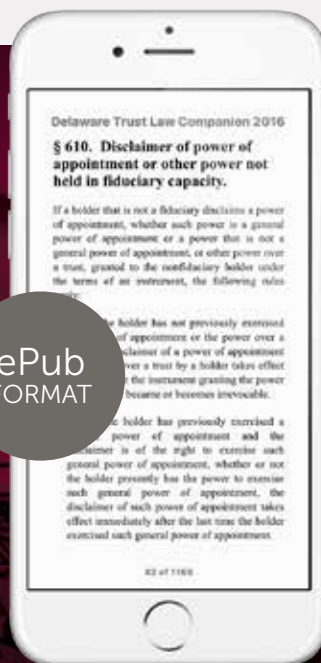 Delaware Trust Law Companion 2016
§ 610. Disclaimer of power of
appointment or other power not
held in fiduciary capacity.
If a holder that is not a fiduciary disclaims a power
of appointment, whether such power is a general
power of appointment or a power that is not a
general power of appointment, or other power over
a trust, granted to the nonfiduciary holder under
the terms of an instrument, the following rules
holder has not previously exercised
of appointment or the power over a
disclaimer of a power of appointment
over a trust by a holder takes effect
the instrument granting the power
became or becomes irrevocable.
holder has previously exercised a
power of appointment and the
disclaimer is of the right to exercise such
general power of appointment, whether or not
the holder presently has the power to exercise
such general power of appointment, the
disclaimer of such power of appointment takes
effect immediately after the last time the holder
exercised such general power of appointment.
ePub
FORMAT